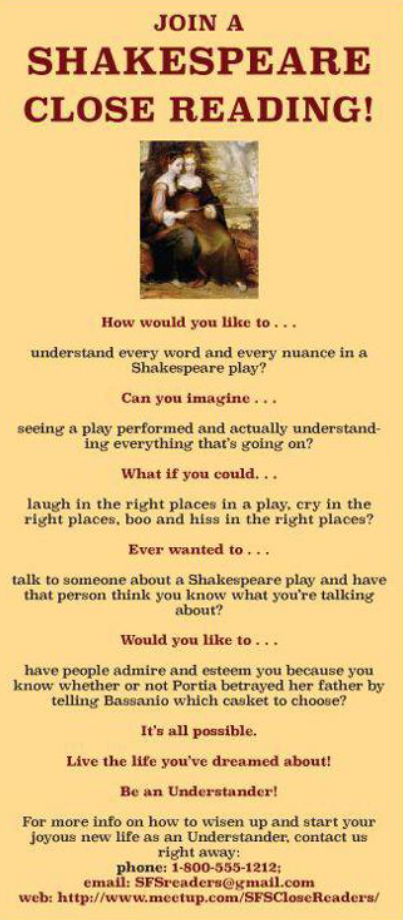 JOIN A
SHAKESPEARE
CLOSE READING!
How would you like to . . .
understand every word and every nuance in a
Shakespeare play?
Can you imagine . . .
seeing a play performed and actually understand-
ing everything that's going on?
What if you could. . .
laugh in the right places in a play, cry in the
right places, boo and hiss in the right places?
Ever wanted to . . .
talk to someone about a Shakespeare play and have
that person think you know what you're talking
about?
Would you like to . . .
have people admire and esteem you because you
know whether or not Portia betrayed her father by
telling Bassanio which casket to choose?
It's all possible.
Live the life you've dreamed about!
Be an Understander!
For more info on how to wisen up and start your
joyous new life as an Understander, contact us
right away:
phone: 1-800-555-1212;
email: SFSreaders@gmail.com
web: http://www.meetup.com/SFSCloseReaders/